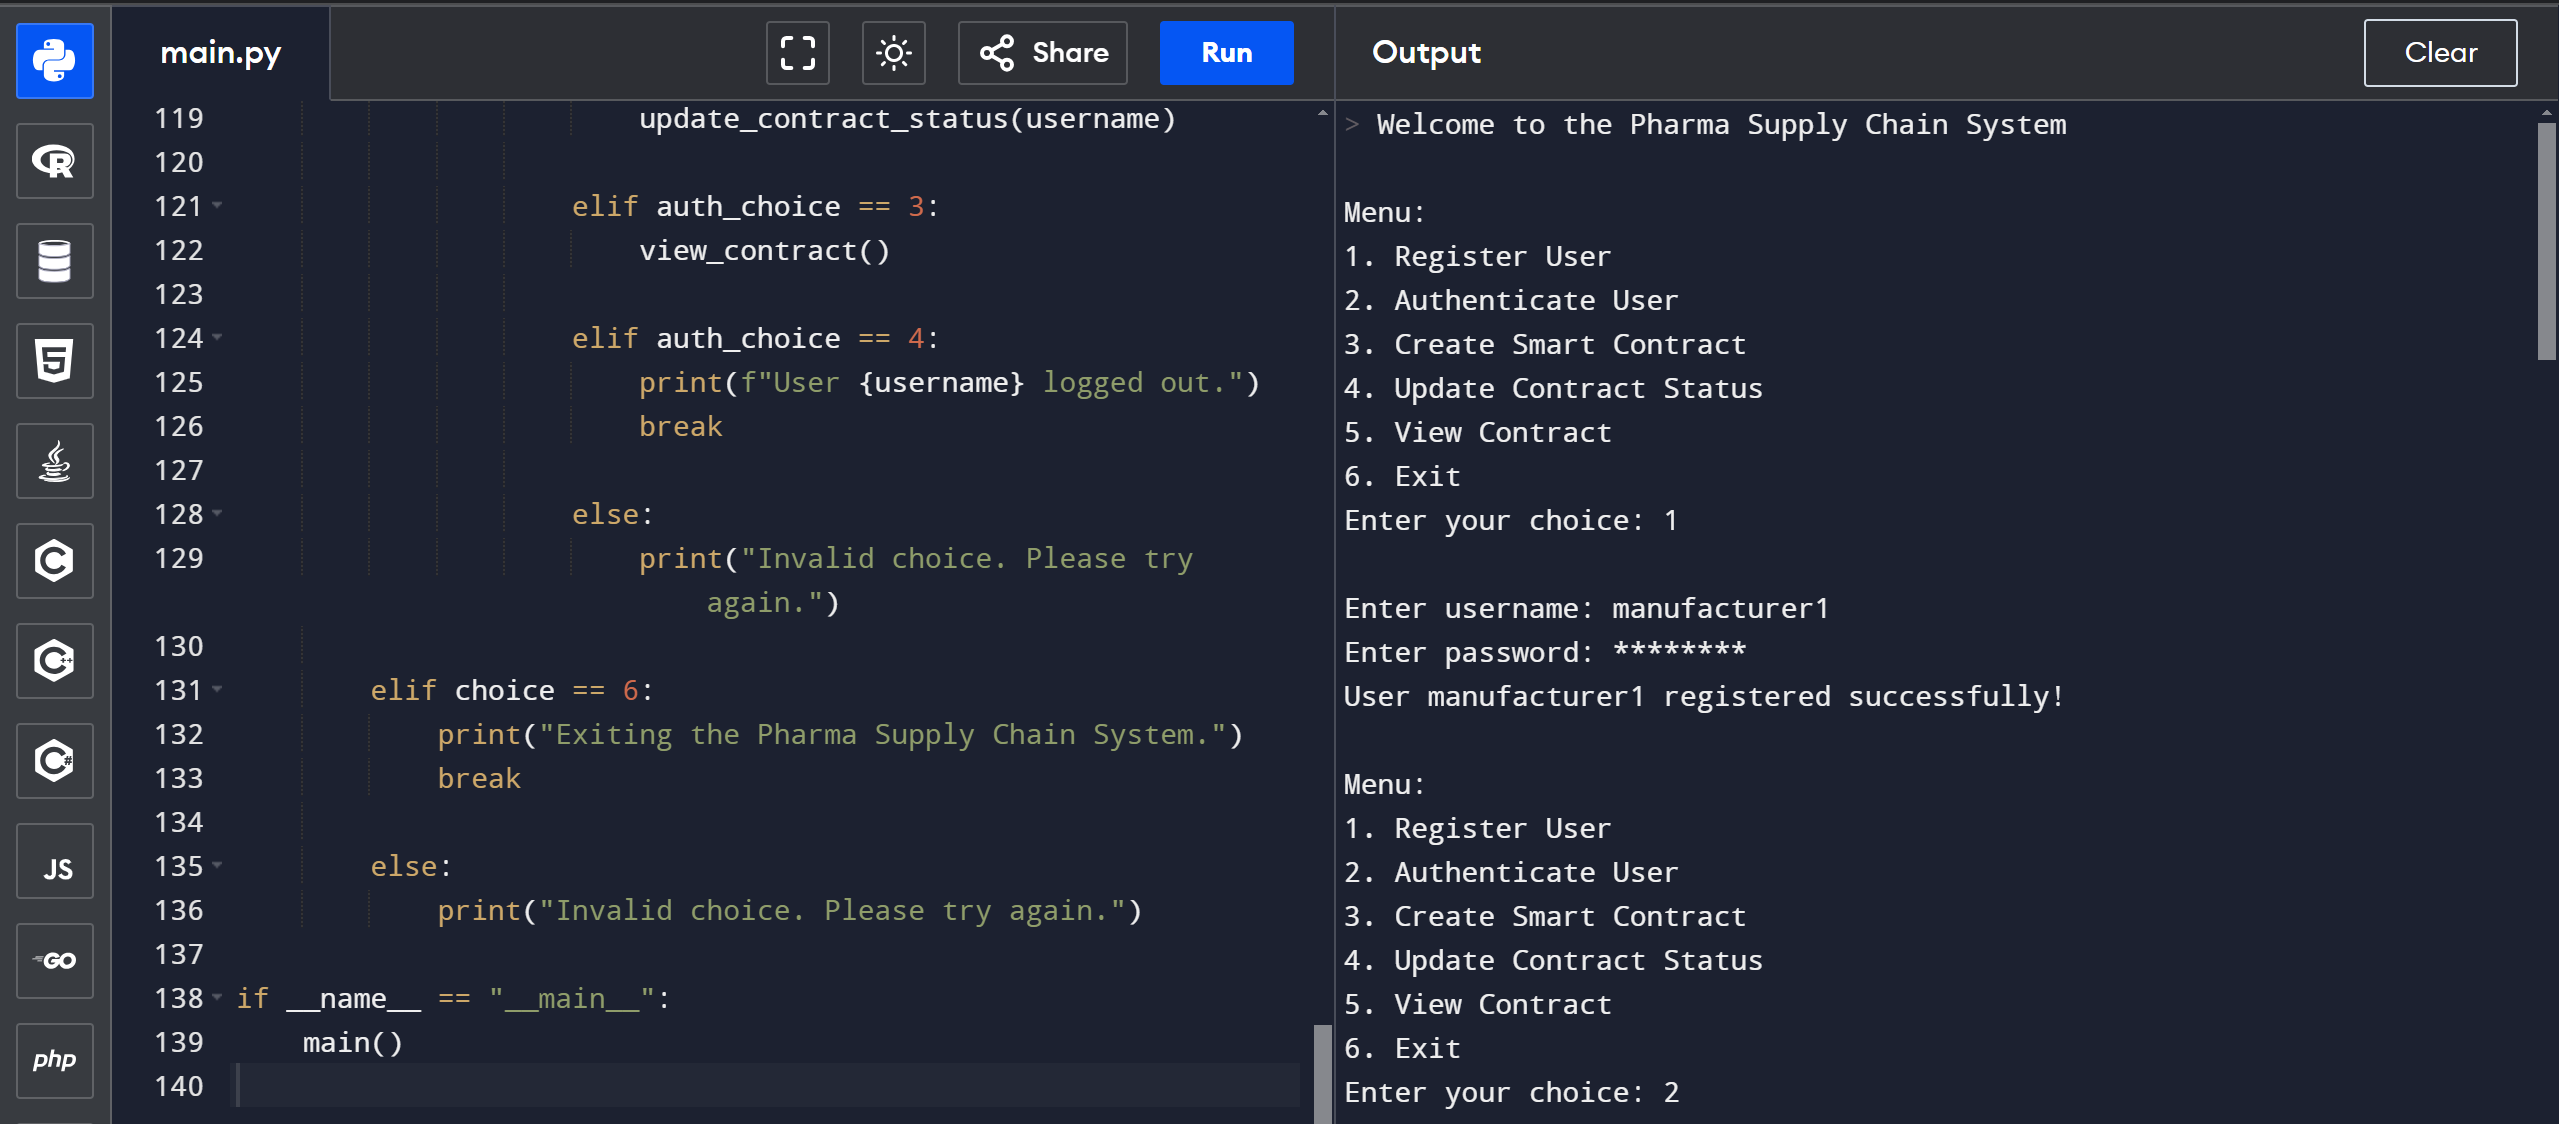 main.py
Share
Run
Output
Clear
R
5
C
C++
C#
JS
GO
php
119 update_contract_status(username)
120
121 elif auth_choice == 3:
122 view_contract()
123
124 elif auth_choice == 4:
125 print(f"User {username} logged out.")
126 break
127
128 else:
129 print("Invalid choice. Please try
again.")
130
131 elif choice == 6:
132 print("Exiting the Pharma Supply Chain System.")
133 break
134
135 else:
136 print("Invalid choice. Please try again.")
137
138 if __name__ == "__main__":
139 main()
140
> Welcome to the Pharma Supply Chain System
Menu:
1. Register User
2. Authenticate User
3. Create Smart Contract
4. Update Contract Status
5. View Contract
6. Exit
Enter your choice: 1
Enter username: manufacturer1
Enter password: ********
User manufacturer1 registered successfully!
Menu:
1. Register User
2. Authenticate User
3. Create Smart Contract
4. Update Contract Status
5. View Contract
6. Exit
Enter your choice: 2